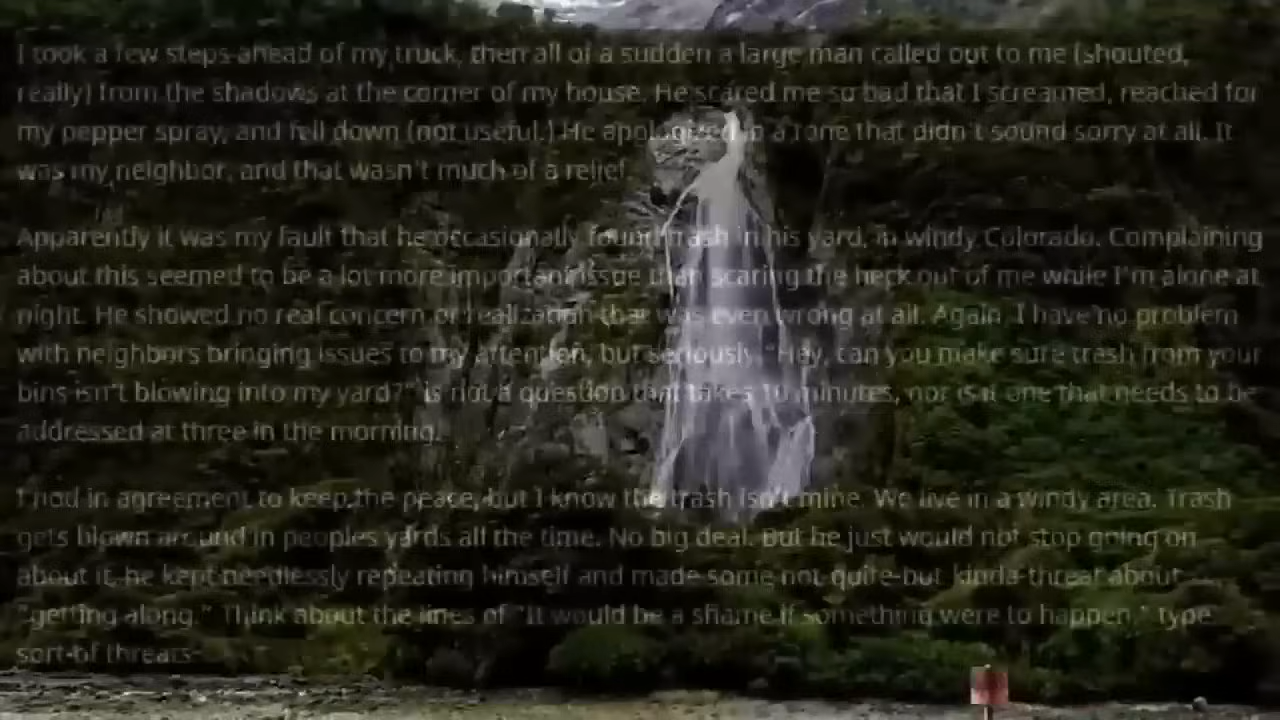 I took a few steps ahead of my truck, then all of a sudden a large man called out to me (shouted,
really) from the shadows at the corner of my house. He scared me so bad that I screamed, reached for
my pepper spray, and fell down (not useful.) He apologised in a tone that didn't sound sorry at all. It
was my neighbor, and that wasn't much of a relief.
Apparently it was my fault that he occasionally found trash in his yard, in windy Colorado. Complaining
about this seemed to be a lot more important issue than scaring the heck out of me while I'm alone at
night. He showed no real concern or realization that was even wrong at all. Again, I have no problem
with neighbors bringing issues to my attention, but seriously. "Hey, can you make sure trash from your
bins isn't blowing into my yard?" is not a question that takes 10 minutes, nor is it one that needs to be
addressed at three in the morning.
I nod in agreement to keep the peace, but I know the trash isn't mine. We live in a windy area. Trash
gets blown around in peoples yards all the time. No big deal. But he just would not stop going on
about it, he kept needlessly repeating himself and made some not-quite-but-kinda-threat about
"getting along." Think about the lines of "It would be a shame if something were to happen," type
sort-of threats